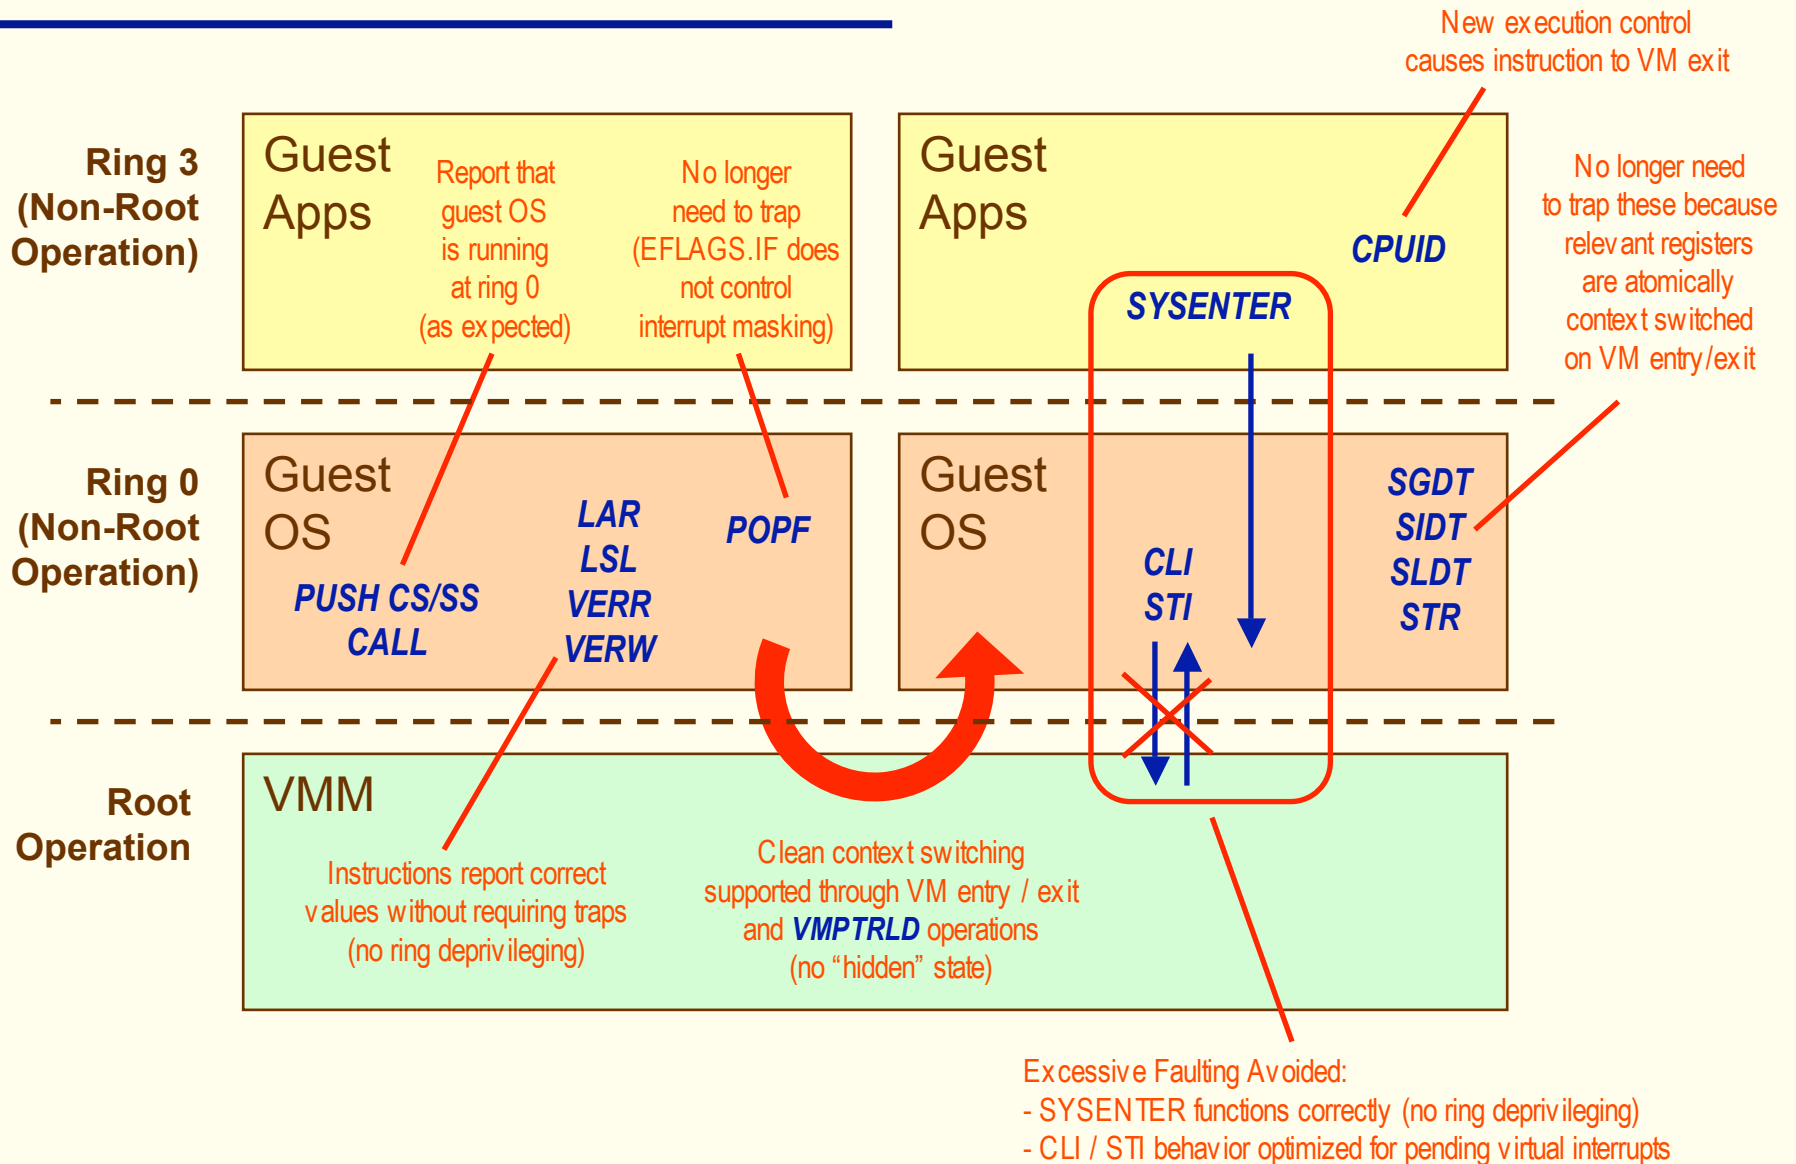 New execution control
causes instruction to VM exit
Ring 3
(Non-Root
Operation)
Guest
Apps
Report that
guest OS
is running
at ring 0
(as expected)
No longer
need to trap
(EFLAGS.IF does
not control
interrupt masking)
Guest
Apps
CPUID
SYSENTER
No longer need
to trap these because
relevant registers
are atomically
context switched
on VM entry/exit
Ring 0
(Non-Root
Operation)
Guest
OS
PUSH CS/SS
CALL
LAR
LSL
VERR
VERW
POPF
Guest
OS
CLI
STI
SGDT
SIDT
SLDT
STR
Root
Operation
VMM
Instructions report correct
values without requiring traps
(no ring deprivileging)
Clean context switching
supported through VM entry / exit
and VMPTRLD operations
(no “hidden” state)
Excessive Faulting Avoided:
- SYSENTER functions correctly (no ring deprivileging)
- CLI / STI behavior optimized for pending virtual interrupts